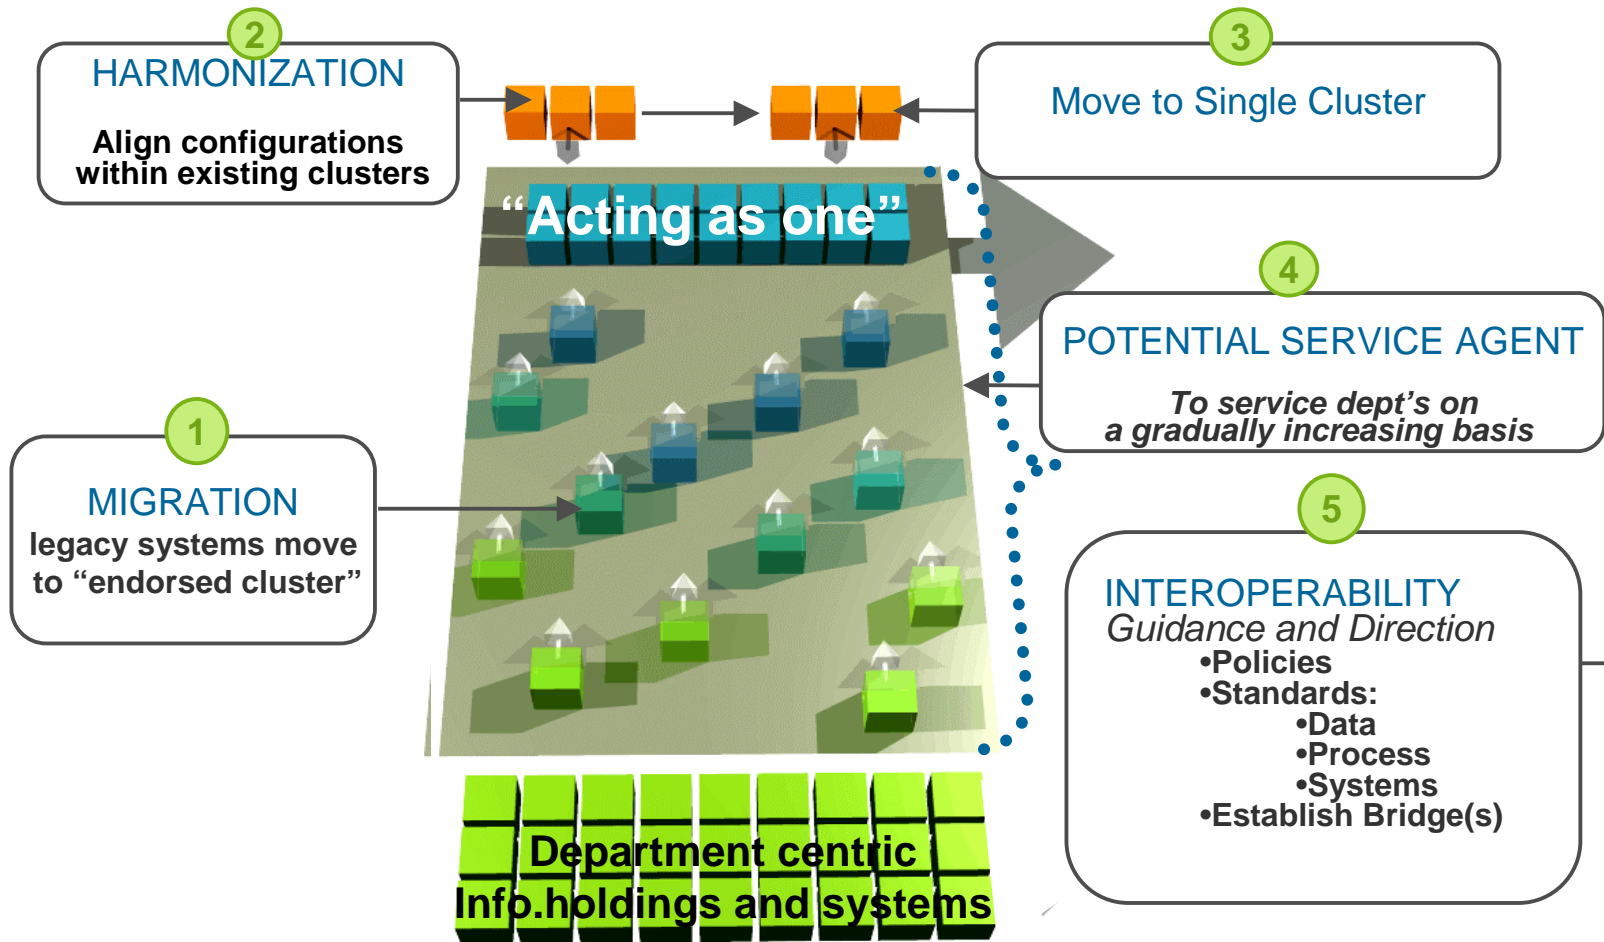 2
HARMONIZATION
Align configurations
within existing clusters
3
Move to Single Cluster
“Acting as one”
4
POTENTIAL SERVICE AGENT
To service dept’s on
a gradually increasing basis
1
MIGRATION
legacy systems move
to “endorsed cluster”
5
INTEROPERABILITY
Guidance and Direction
•Policies
•Standards:
•Data
•Process
•Systems
•Establish Bridge(s)
Department centric
Info.holdings and systems